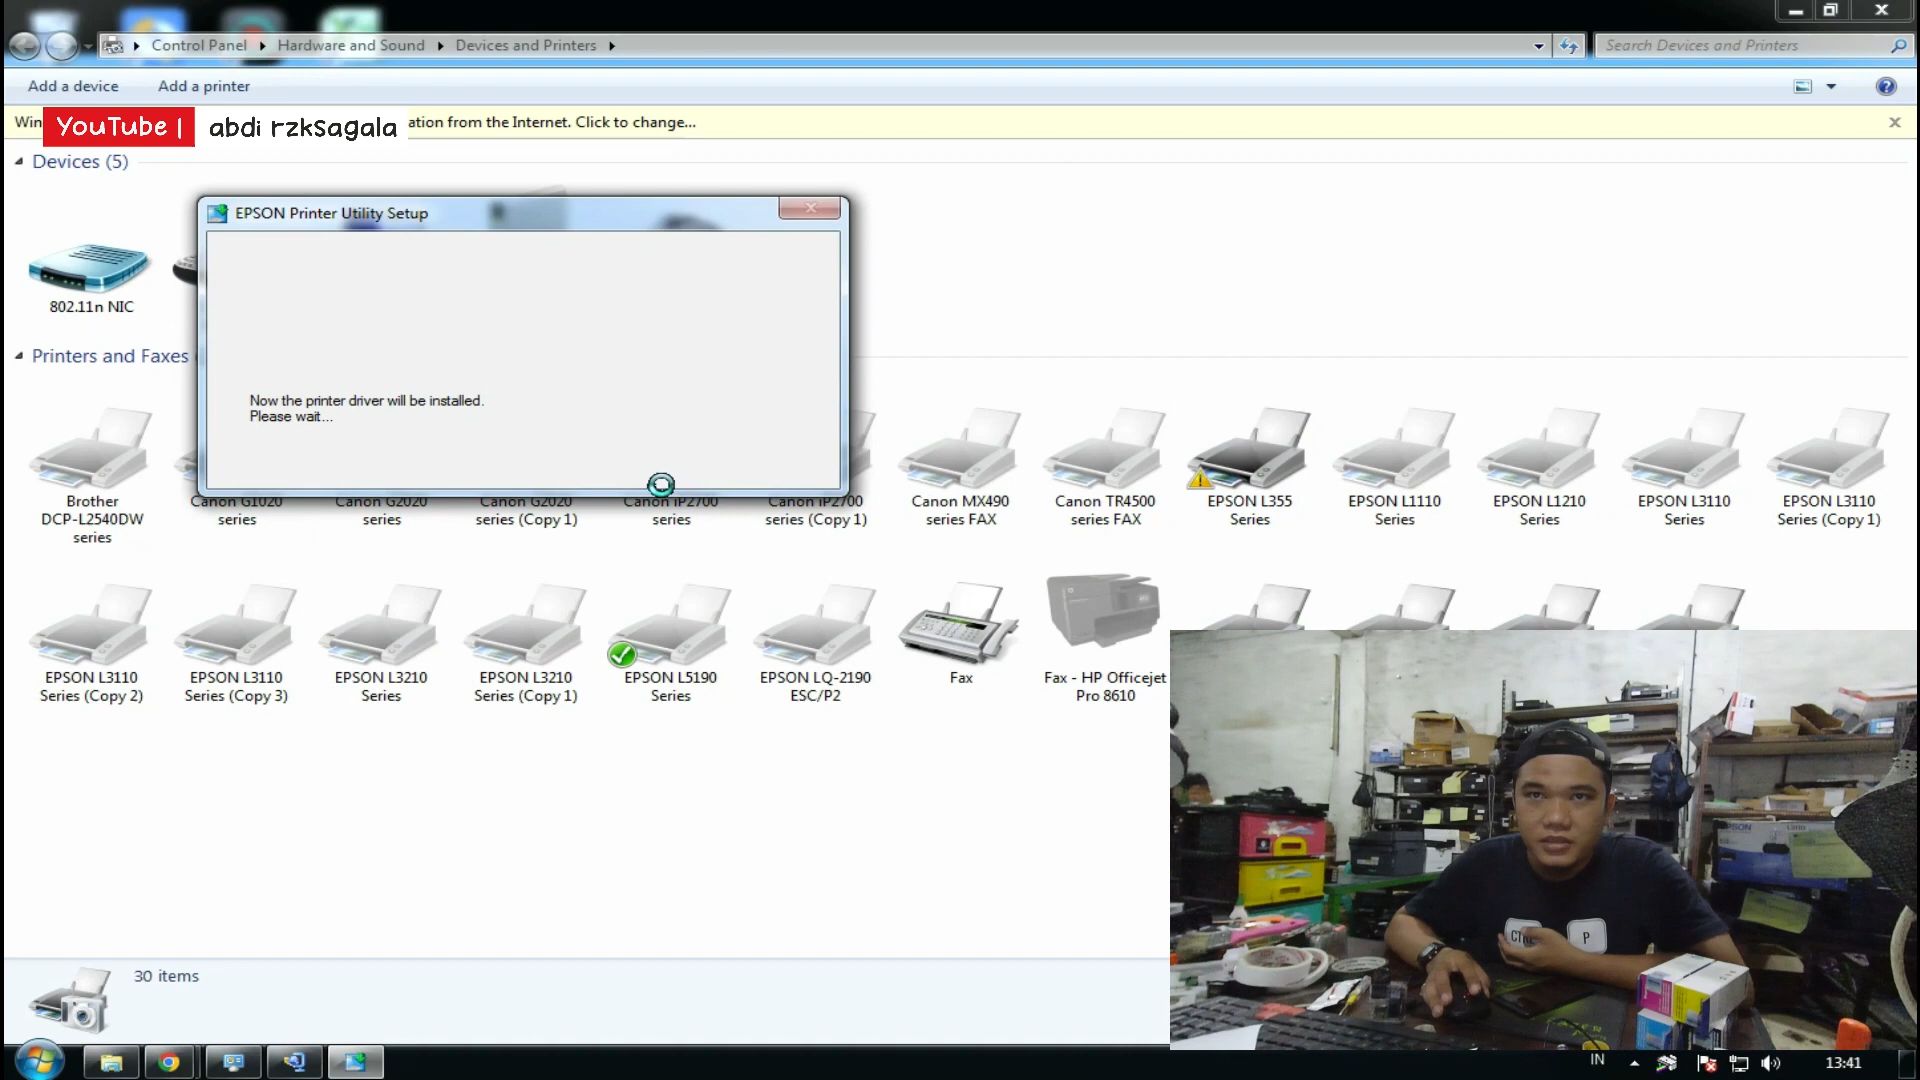 Control Panel ▸ Hardware and Sound ▸ Devices and Printers ▸
Search Devices and Printers
Add a device
Add a printer
Win
YouTube |
abdi rzksagala
ation from the Internet. Click to change...
Devices (5)
EPSON Printer Utility Setup
802.11n NIC
Printers and Faxes
Now the printer driver will be installed.
Please wait...
Brother
DCP-L2540DW
series
Canon G1020
series
Canon G2020
series
Canon G2020
series (Copy 1)
Canon iP2700
series
Canon iP2700
series (Copy 1)
Canon MX490
series FAX
Canon TR4500
series FAX
EPSON L355
Series
EPSON L1110
Series
EPSON L1210
Series
EPSON L3110
Series
EPSON L3110
Series (Copy 1)
EPSON L3110
Series (Copy 2)
EPSON L3110
Series (Copy 3)
EPSON L3210
Series
EPSON L3210
Series (Copy 1)
EPSON L5190
Series
EPSON LQ-2190
ESC/P2
Fax
Fax - HP Officejet
Pro 8610
EPSON
P
30 items
IN
13:41